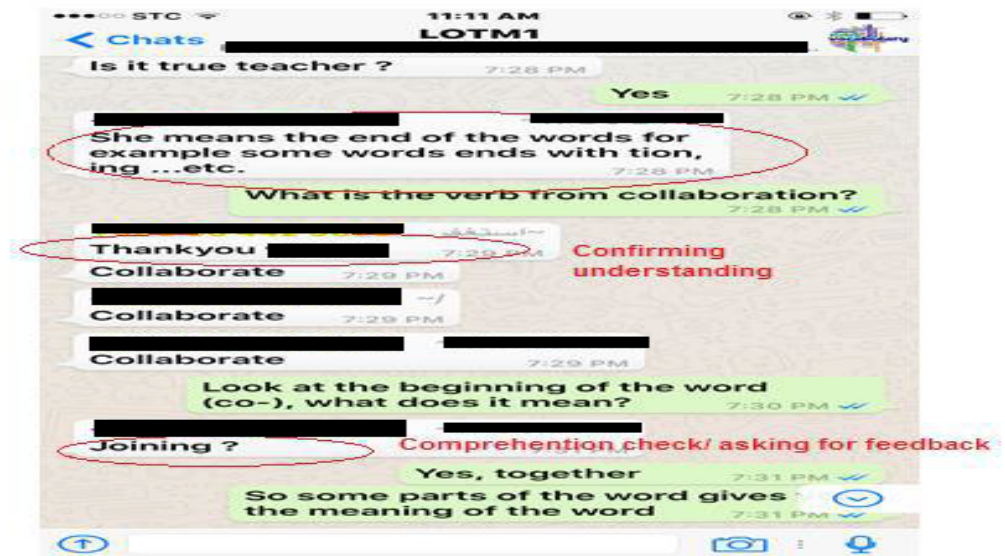 STC 11:11 AM
Chats LOTM1
Is it true teacher ? 7:28 PM
Yes 7:28 PM
She means the end of the words for
example some words ends with tion,
ing ...etc. 7:28 PM
What is the verb from collaboration?
7:28 PM
Thankyou 7:29 PM Confirming
understanding
Collaborate 7:29 PM
~/
Collaborate 7:29 PM
Collaborate 7:29 PM
Look at the beginning of the word
(co-), what does it mean? 7:30 PM
Joining ? Comprehention check/ asking for feedback
Yes, together 7:31 PM
So some parts of the word gives
the meaning of the word 7:31 PM